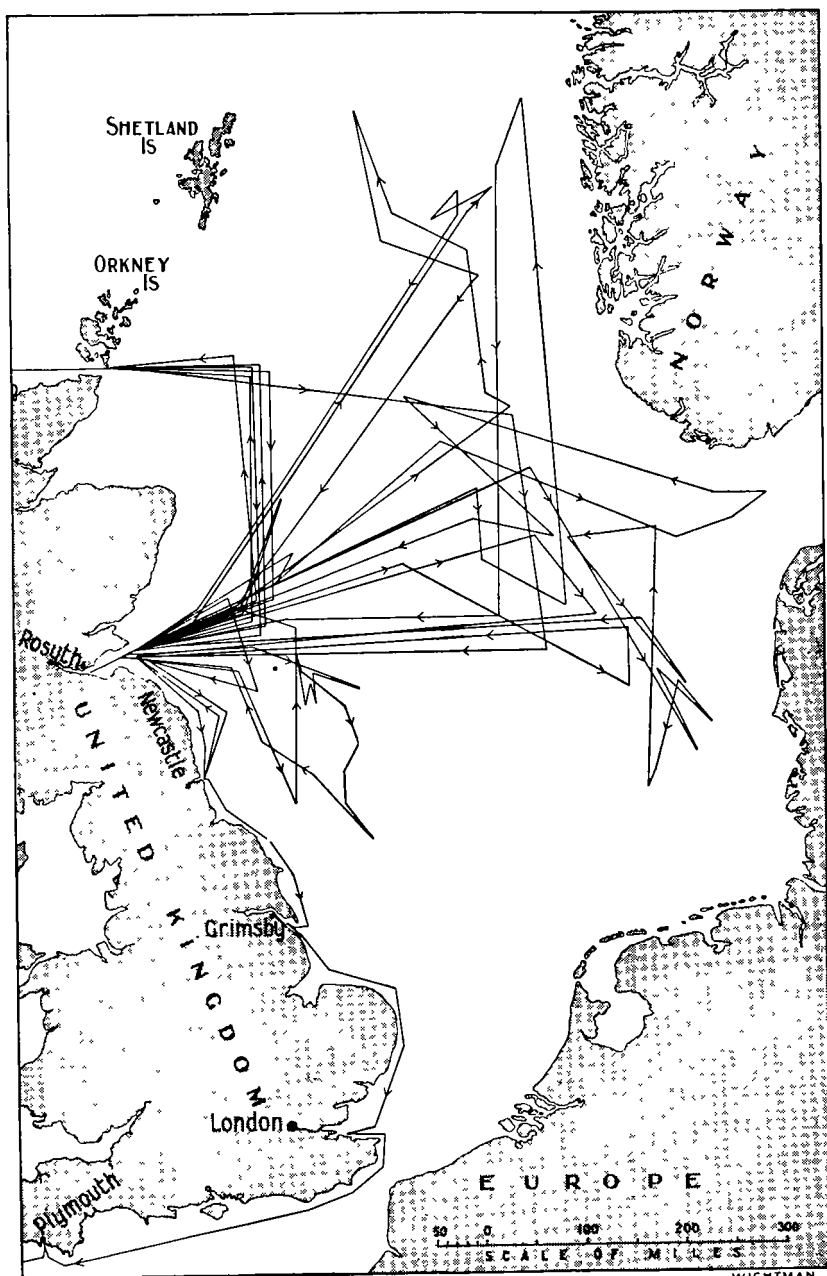 SHETLAND
IS
ORKNEY
IS
NORWAY
Rosyth
Newcastle
UNITED KINGDOM
Grimsby
London
Plymouth
EUROPE
50 0 100 200 300
SCALE OF MILES
WIGHTMAN